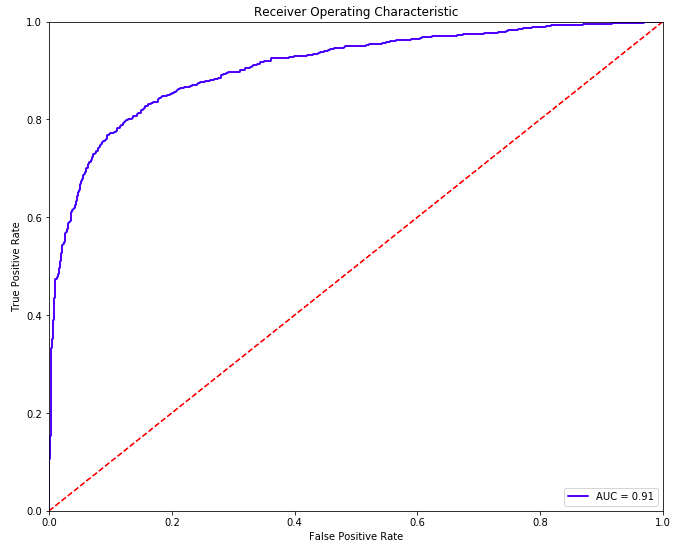 Receiver Operating Characteristic
1.0
0.8
0.6
0.4
0.2
0.0
True Positive Rate
AUC = 0.91
0.0 0.2 0.4 0.6 0.8 1.0
False Positive Rate